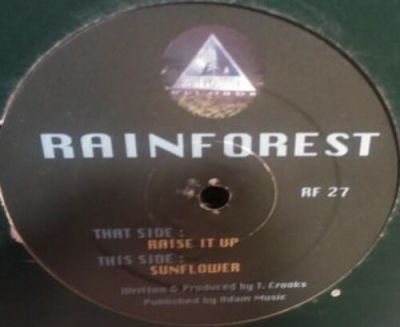 RAINFOREST
RF 27
THAT SIDE :
RAISE IT UP
THIS SIDE :
SUNFLOWER
Written & Produced by T. Crooks
Published by Adam Music